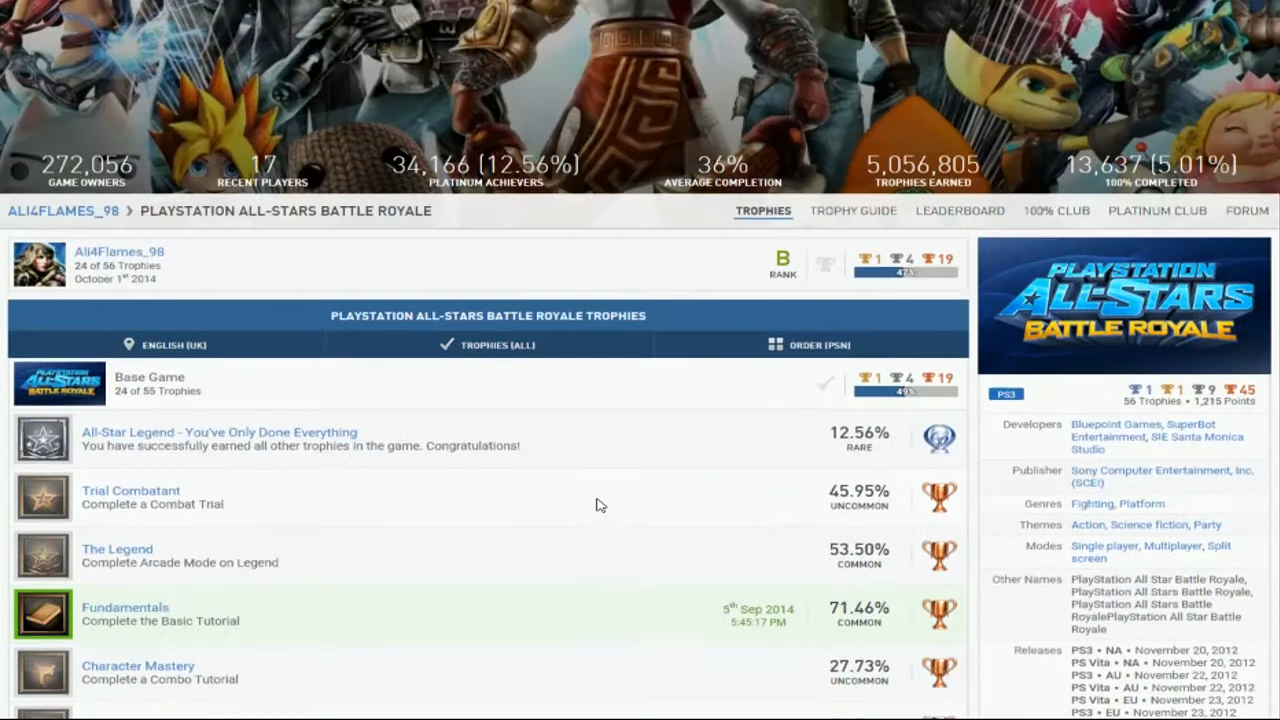 272,056
GAME OWNERS
17
RECENT PLAYERS
34,166 (12.56%)
PLATINUM ACHIEVERS
36%
AVERAGE COMPLETION
5,056,805
TROPHIES EARNED
13,637 (5.01%)
100% COMPLETED
ALI4FLAMES_98 > PLAYSTATION ALL-STARS BATTLE ROYALE
TROPHIES TROPHY GUIDE LEADERBOARD 100% CLUB PLATINUM CLUB FORUM
Ali4Flames_98
24 of 56 Trophies
October 1st 2014
B
RANK
1 4 19
47%
PLAYSTATION ALL-STARS BATTLE ROYALE TROPHIES
ENGLISH (UK) TROPHIES (ALL) ORDER (PSN)
PLAYSTATION
ALL-STARS
BATTLE ROYALE
Base Game
24 of 55 Trophies
1 4 19
49%
All-Star Legend - You've Only Done Everything
You have successfully earned all other trophies in the game. Congratulations!
12.56%
RARE
Trial Combatant
Complete a Combat Trial
45.95%
UNCOMMON
The Legend
Complete Arcade Mode on Legend
53.50%
COMMON
Fundamentals
Complete the Basic Tutorial
5th Sep 2014
5:45:17 PM
71.46%
COMMON
Character Mastery
Complete a Combo Tutorial
27.73%
UNCOMMON
PLAYSTATION
ALL-STARS
BATTLE ROYALE
PS3
1 1 9 45
56 Trophies • 1,215 Points
Developers Bluepoint Games, SuperBot
Entertainment, SIE Santa Monica
Studio
Publisher Sony Computer Entertainment, Inc.
(SCEI)
Genres Fighting, Platform
Themes Action, Science fiction, Party
Modes Single player, Multiplayer, Split
screen
Other Names PlayStation All Star Battle Royale,
PlayStation All Stars Battle Royale,
PlayStation All Stars Battle
RoyalePlayStation All Star Battle
Royale
Releases PS3 • NA • November 20, 2012
PS Vita • NA • November 20, 2012
PS3 • AU • November 22, 2012
PS Vita • AU • November 22, 2012
PS Vita • EU • November 23, 2012
PS3 • EU • November 23, 2012